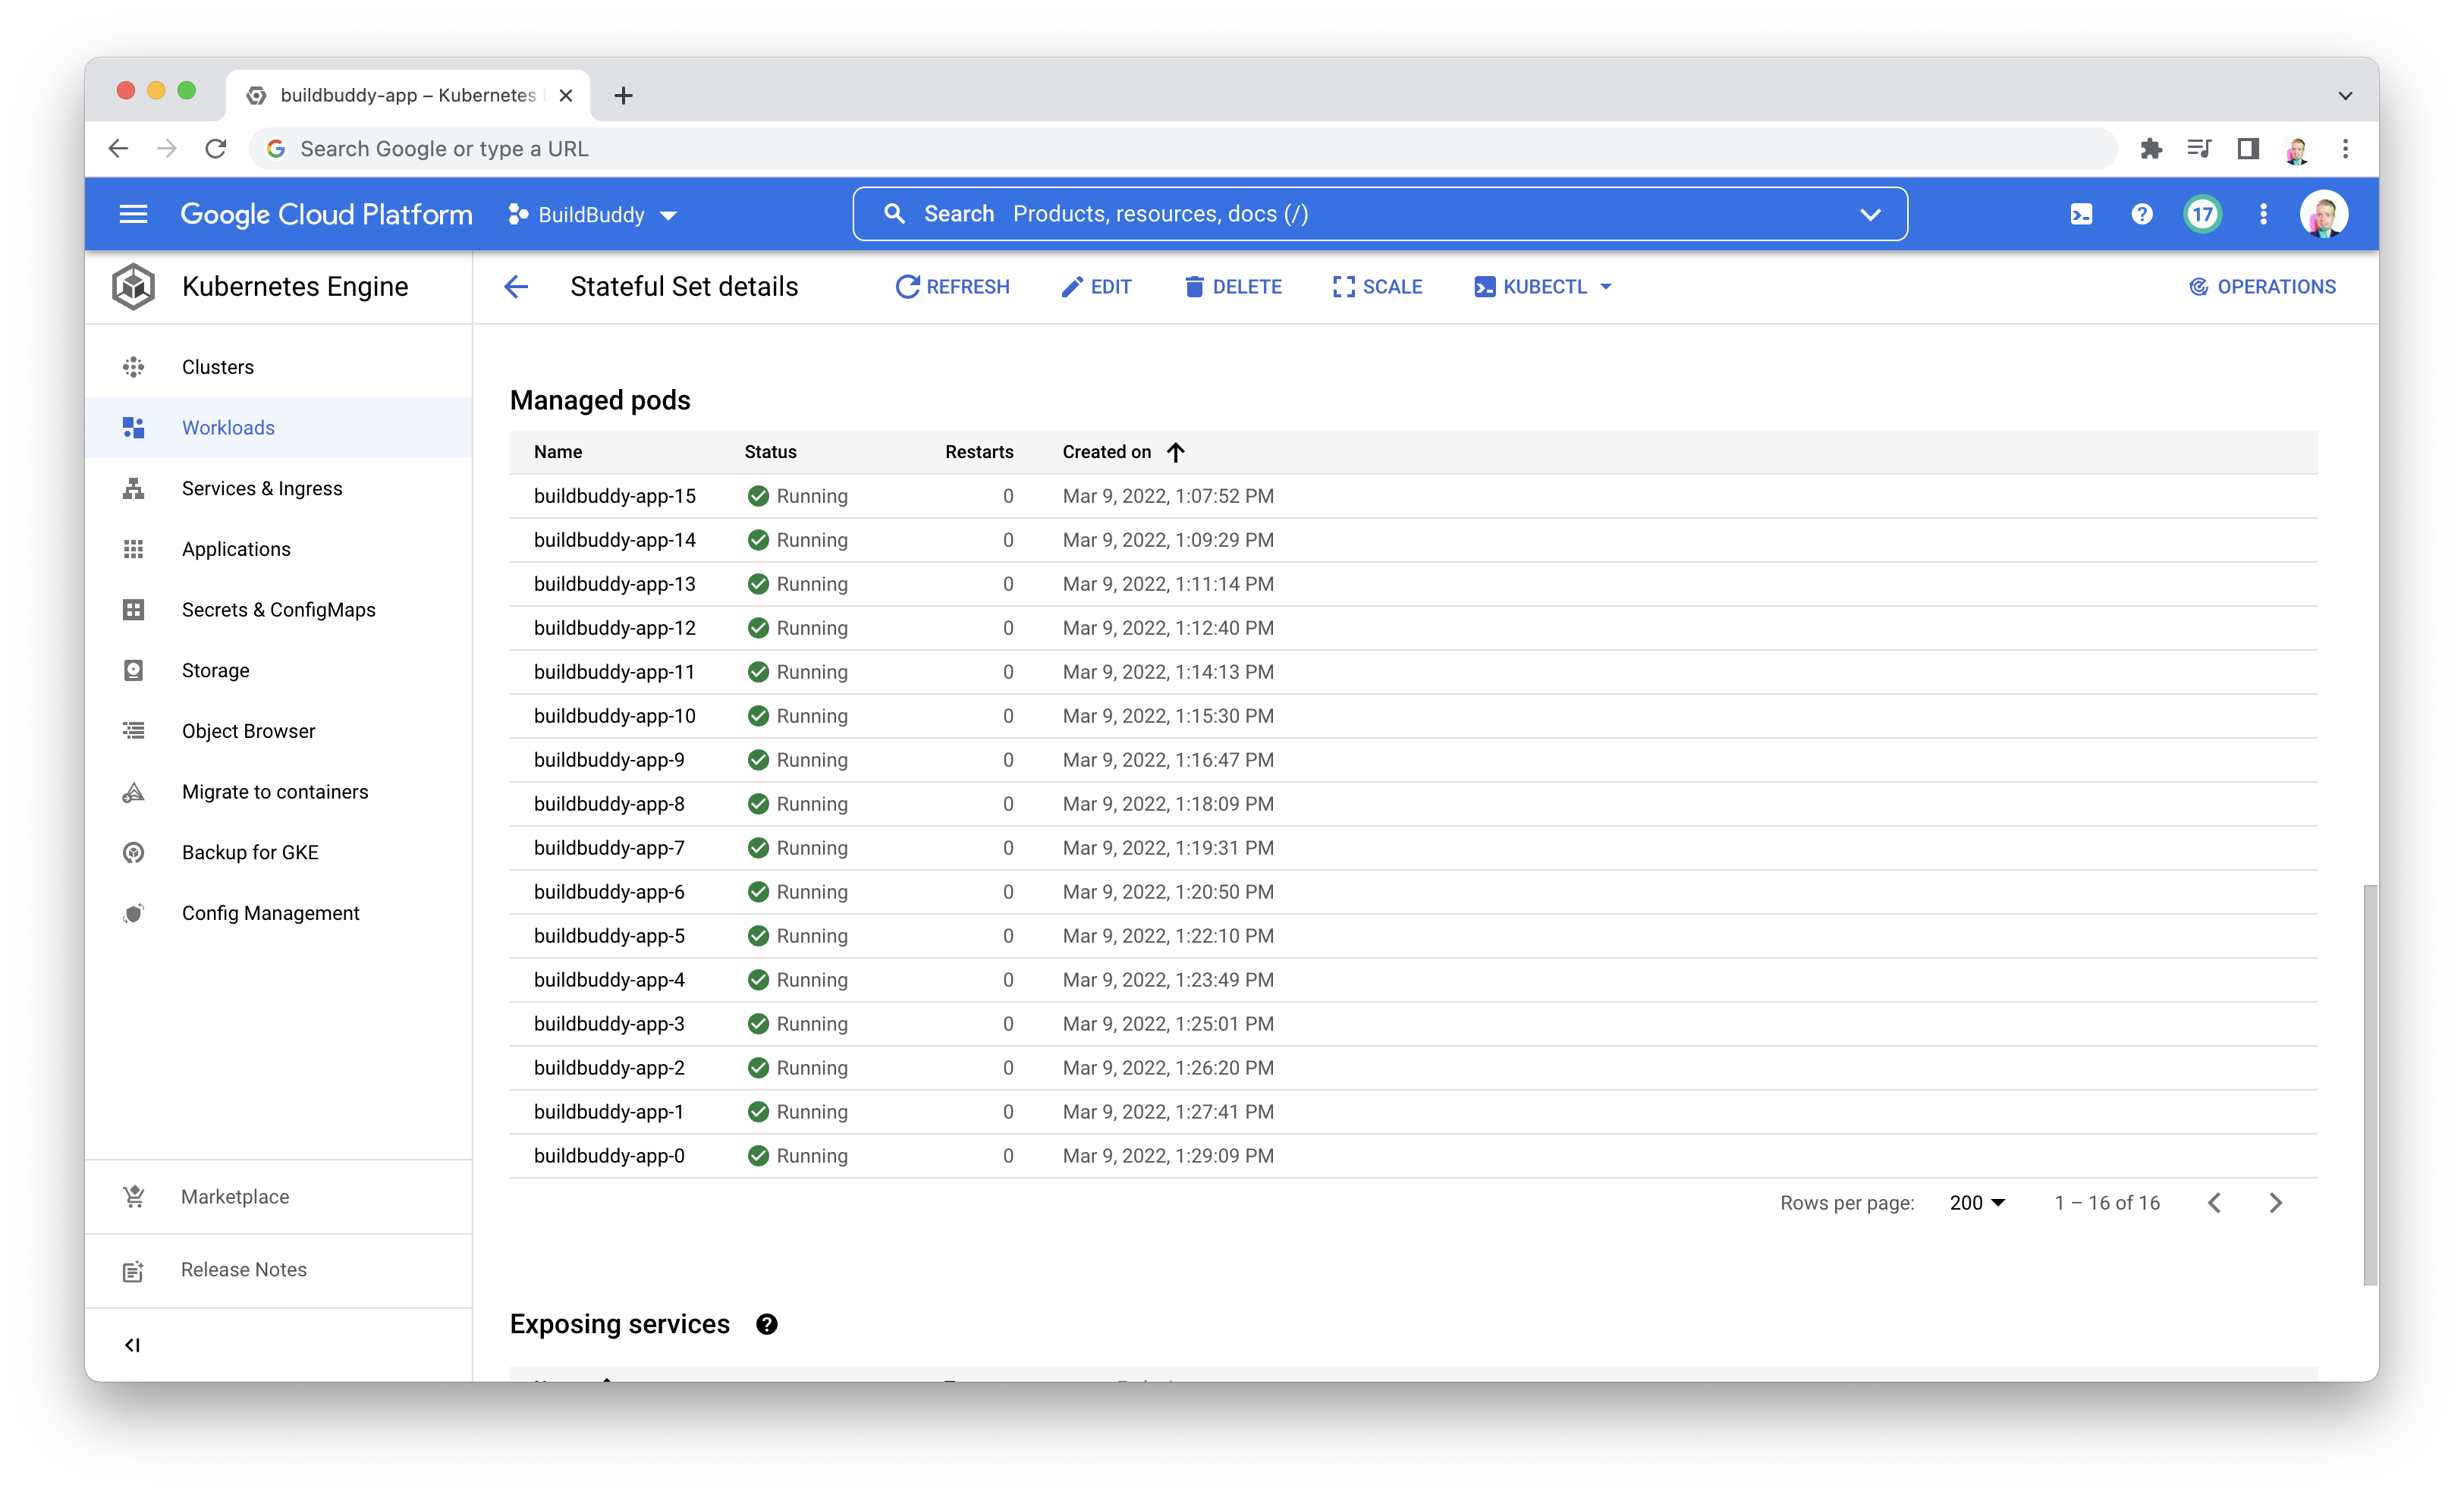 buildbuddy-app – Kubernetes
Search Google or type a URL
Google Cloud Platform BuildBuddy Search Products, resources, docs (/) 17
Kubernetes Engine
Stateful Set details REFRESH EDIT DELETE SCALE KUBECTL OPERATIONS
Clusters
Workloads
Services & Ingress
Applications
Secrets & ConfigMaps
Storage
Object Browser
Migrate to containers
Backup for GKE
Config Management
Marketplace
Release Notes
Managed pods
Name Status Restarts Created on
buildbuddy-app-15 Running 0 Mar 9, 2022, 1:07:52 PM
buildbuddy-app-14 Running 0 Mar 9, 2022, 1:09:29 PM
buildbuddy-app-13 Running 0 Mar 9, 2022, 1:11:14 PM
buildbuddy-app-12 Running 0 Mar 9, 2022, 1:12:40 PM
buildbuddy-app-11 Running 0 Mar 9, 2022, 1:14:13 PM
buildbuddy-app-10 Running 0 Mar 9, 2022, 1:15:30 PM
buildbuddy-app-9 Running 0 Mar 9, 2022, 1:16:47 PM
buildbuddy-app-8 Running 0 Mar 9, 2022, 1:18:09 PM
buildbuddy-app-7 Running 0 Mar 9, 2022, 1:19:31 PM
buildbuddy-app-6 Running 0 Mar 9, 2022, 1:20:50 PM
buildbuddy-app-5 Running 0 Mar 9, 2022, 1:22:10 PM
buildbuddy-app-4 Running 0 Mar 9, 2022, 1:23:49 PM
buildbuddy-app-3 Running 0 Mar 9, 2022, 1:25:01 PM
buildbuddy-app-2 Running 0 Mar 9, 2022, 1:26:20 PM
buildbuddy-app-1 Running 0 Mar 9, 2022, 1:27:41 PM
buildbuddy-app-0 Running 0 Mar 9, 2022, 1:29:09 PM
Rows per page: 200 1 – 16 of 16
Exposing services